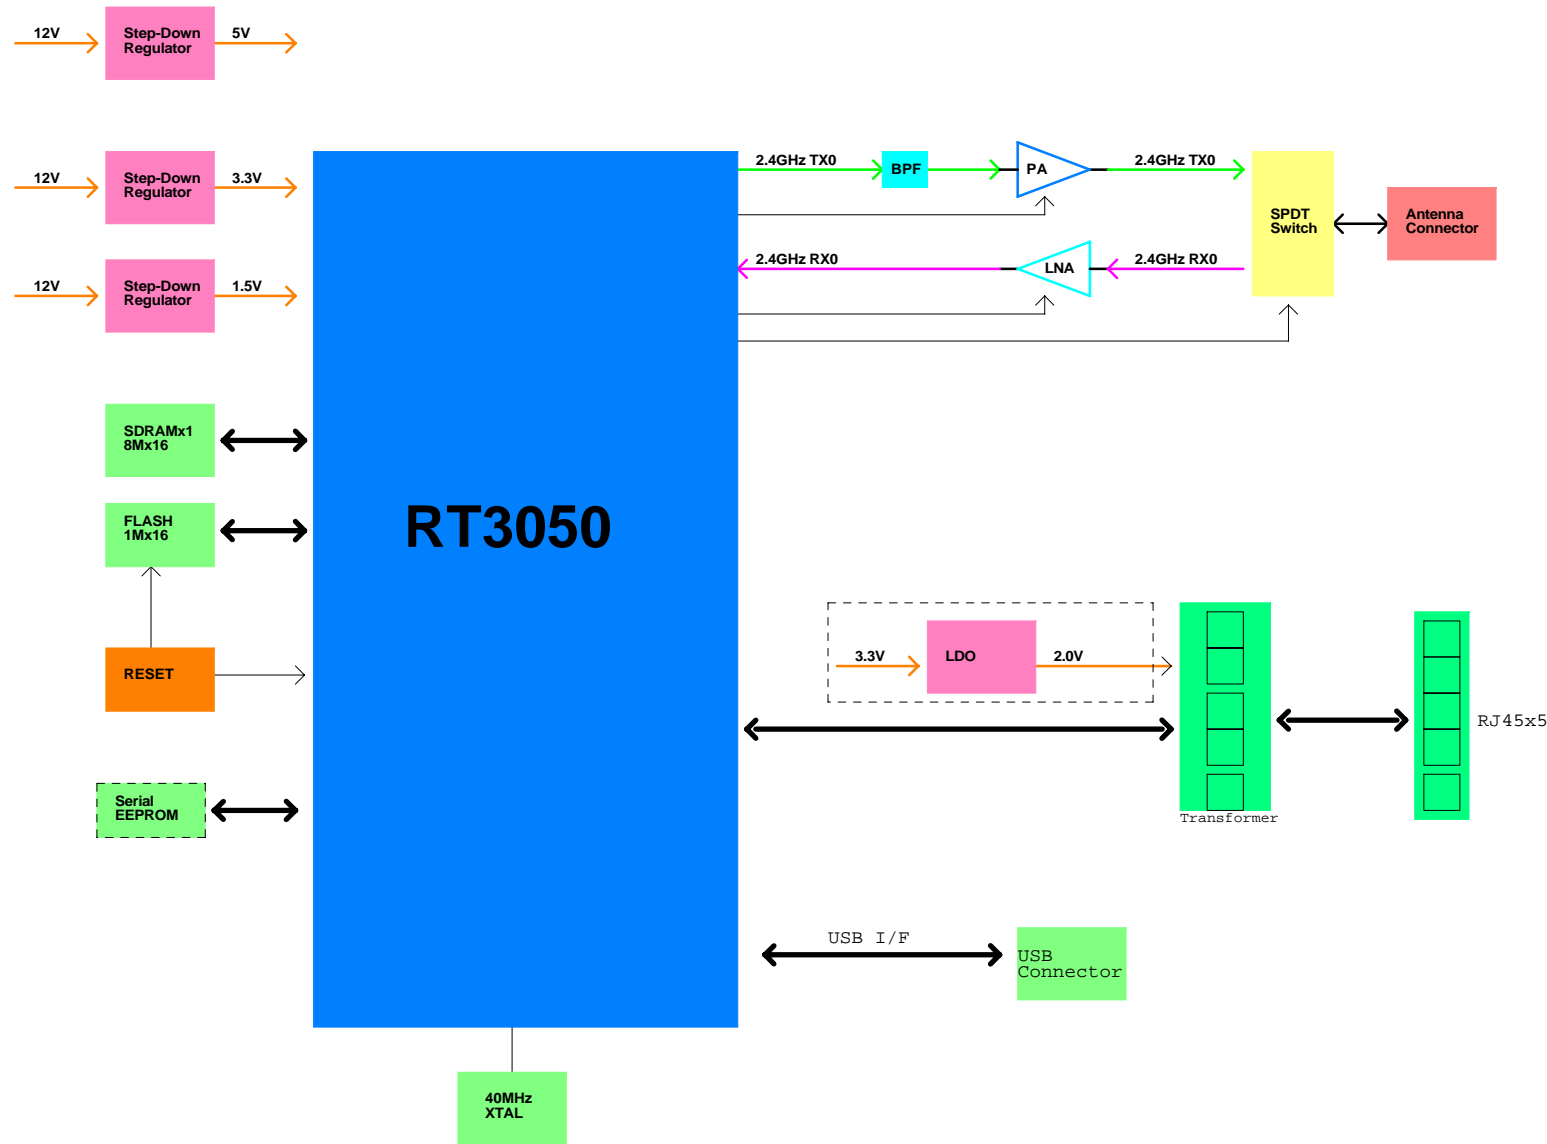 12V
Step-Down
Regulator
5V
12V
Step-Down
Regulator
3.3V
12V
Step-Down
Regulator
1.5V
SDRAMx1
8Mx16
FLASH
1Mx16
RESET
Serial
EEPROM
RT3050
40MHz
XTAL
2.4GHz TX0
BPF
PA
2.4GHz TX0
2.4GHz RX0
LNA
2.4GHz RX0
SPDT
Switch
Antenna
Connector
3.3V
LDO
2.0V
Transformer
RJ45x5
USB I/F
USB
Connector